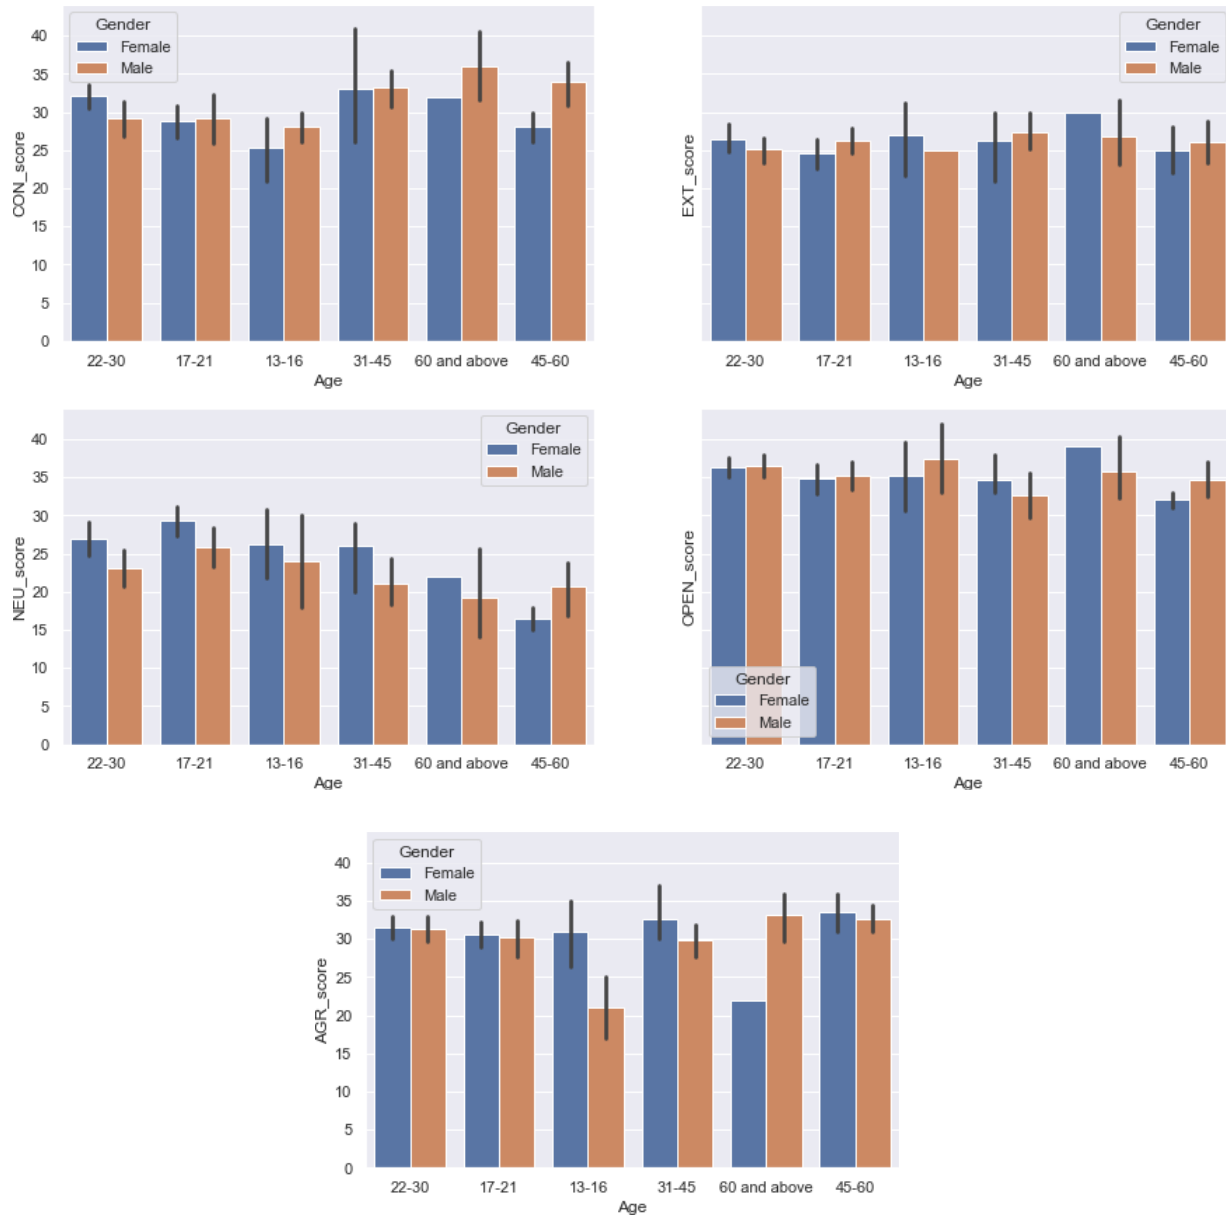 Gender
Female
Male
CON_score
40
35
30
25
20
15
10
5
0
22-30 17-21 13-16 31-45 60 and above 45-60
Age
Gender
Female
Male
EXT_score
22-30 17-21 13-16 31-45 60 and above 45-60
Age
Gender
Female
Male
NEU_score
40
35
30
25
20
15
10
5
0
22-30 17-21 13-16 31-45 60 and above 45-60
Age
OPEN_score
Gender
Female
Male
22-30 17-21 13-16 31-45 60 and above 45-60
Age
Gender
Female
Male
AGR_score
40
35
30
25
20
15
10
5
0
22-30 17-21 13-16 31-45 60 and above 45-60
Age